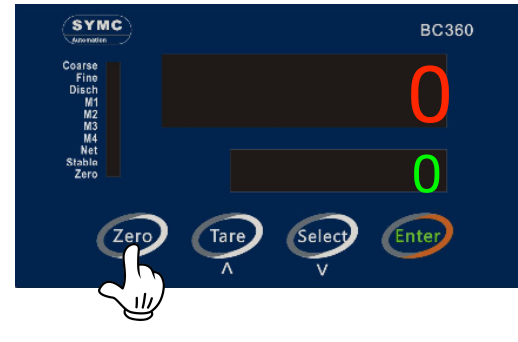 SYMC
Automation
BC360
Coarse
Fine
Disch
M1
M2
M3
M4
Net
Stable
Zero
0
0
Zero Tare Select Enter